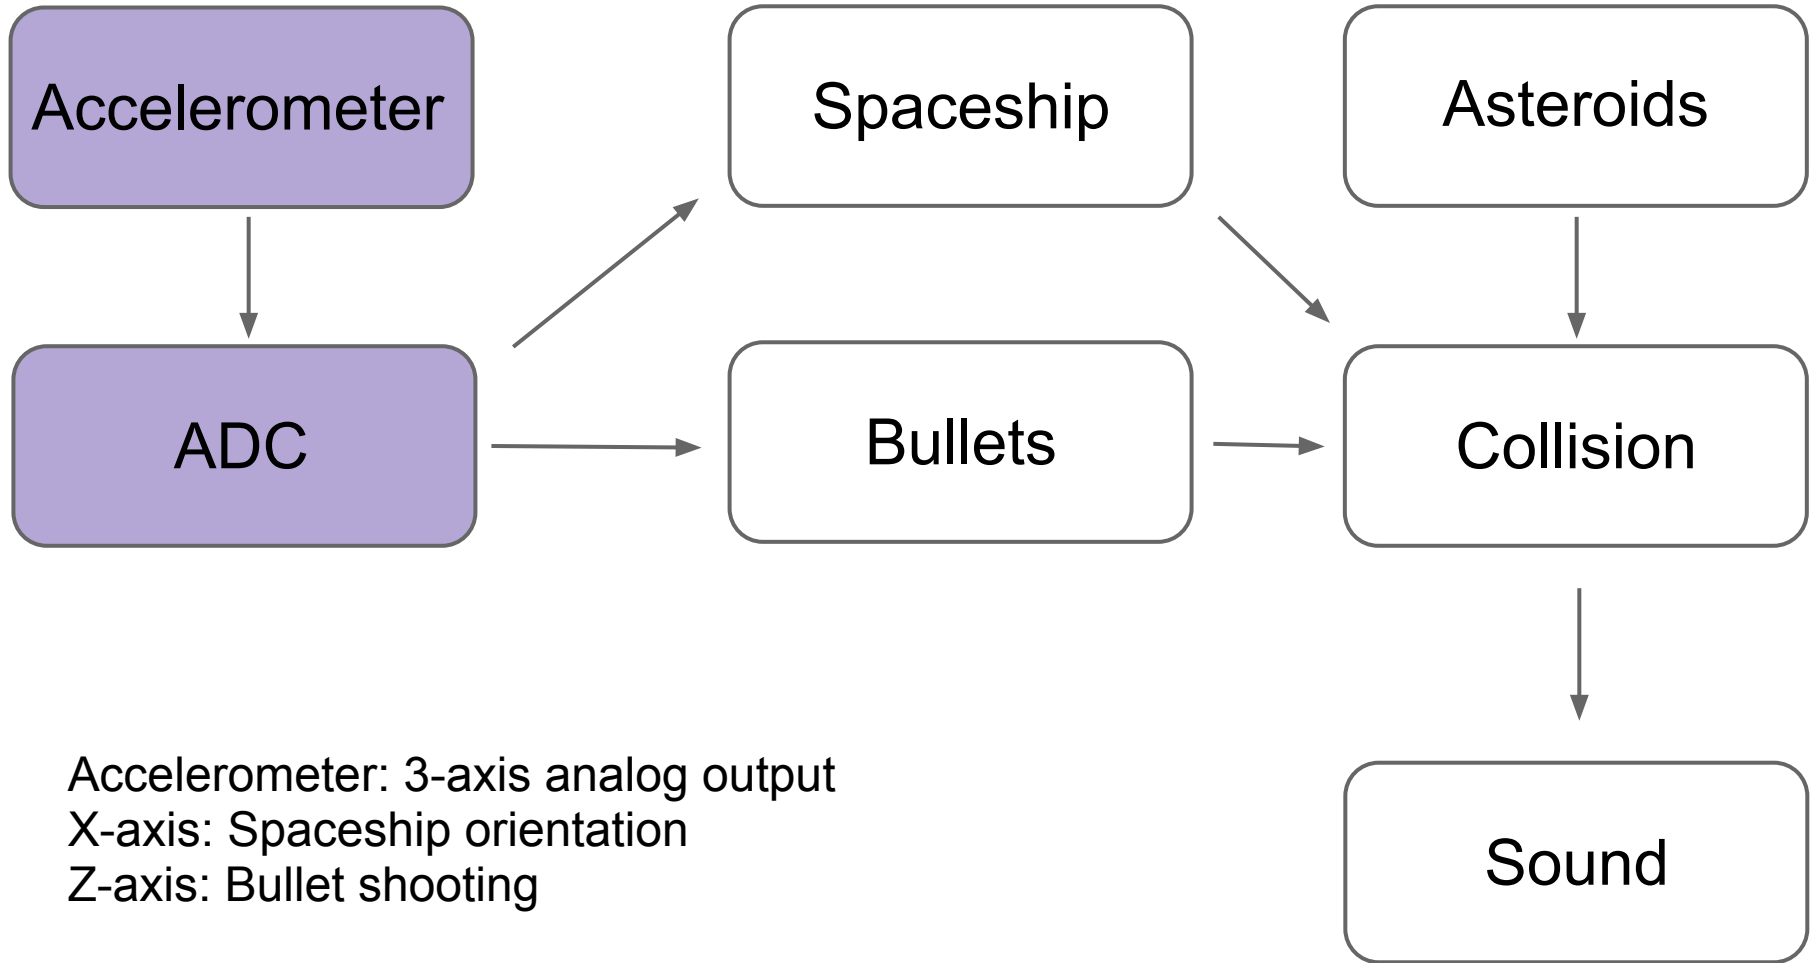 Accelerometer
Spaceship
Asteroids
ADC
Bullets
Collision
Sound
Accelerometer: 3-axis analog output
X-axis: Spaceship orientation
Z-axis: Bullet shooting